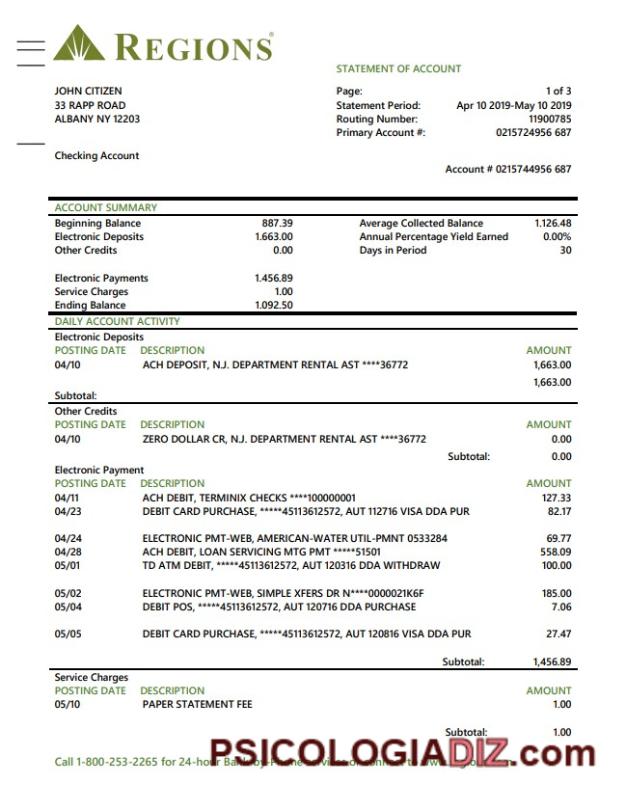 REGIONS®
STATEMENT OF ACCOUNT
JOHN CITIZEN
33 RAPP ROAD
ALBANY NY 12203
Page: 1 of 3
Statement Period: Apr 10 2019-May 10 2019
Routing Number: 11900785
Primary Account #: 0215724956 687
Checking Account
Account # 0215744956 687
ACCOUNT SUMMARY
Beginning Balance 887.39 Average Collected Balance 1.126.48
Electronic Deposits 1.663.00 Annual Percentage Yield Earned 0.00%
Other Credits 0.00 Days in Period 30
Electronic Payments 1.456.89
Service Charges 1.00
Ending Balance 1.092.50
DAILY ACCOUNT ACTIVITY
Electronic Deposits
POSTING DATE DESCRIPTION AMOUNT
04/10 ACH DEPOSIT, N.J. DEPARTMENT RENTAL AST ****36772 1,663.00
1,663.00
Subtotal:
Other Credits
POSTING DATE DESCRIPTION AMOUNT
04/10 ZERO DOLLAR CR, N.J. DEPARTMENT RENTAL AST ****36772 0.00
Subtotal: 0.00
Electronic Payment
POSTING DATE DESCRIPTION AMOUNT
04/11 ACH DEBIT, TERMINIX CHECKS ****100000001 127.33
04/23 DEBIT CARD PURCHASE, *****45113612572, AUT 112716 VISA DDA PUR 82.17
04/24 ELECTRONIC PMT-WEB, AMERICAN-WATER UTIL-PMNT 0533284 69.77
04/28 ACH DEBIT, LOAN SERVICING MTG PMT *****51501 558.09
05/01 TD ATM DEBIT, *****45113612572, AUT 120316 DDA WITHDRAW 100.00
05/02 ELECTRONIC PMT-WEB, SIMPLE XFERS DR N****0000021K6F 185.00
05/04 DEBIT POS, *****45113612572, AUT 120716 DDA PURCHASE 7.06
05/05 DEBIT CARD PURCHASE, *****45113612572, AUT 120816 VISA DDA PUR 27.47
Subtotal: 1,456.89
Service Charges
POSTING DATE DESCRIPTION AMOUNT
05/10 PAPER STATEMENT FEE 1.00
Subtotal: 1.00
Call 1-800-253-2265 for 24-hour Bank-by-Phone services or connect to
PSICOLOGIADIZ.com